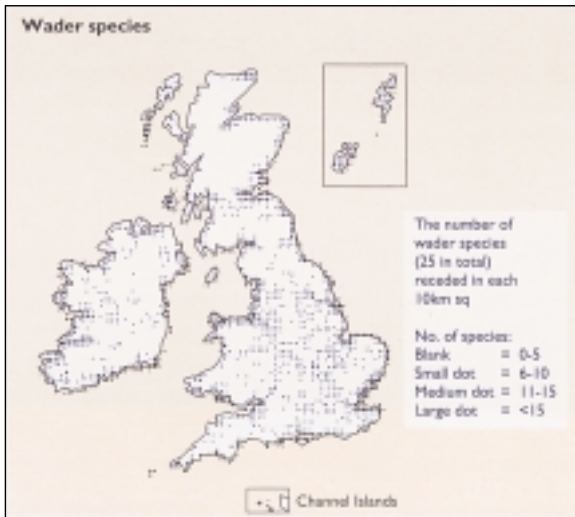 Wader species
The number of
wader species
(25 in total)
receded in each
10km sq
No. of species:
Blank = 0-5
Small dot = 6-10
Medium dot = 11-15
Large dot = <15
Channel Islands